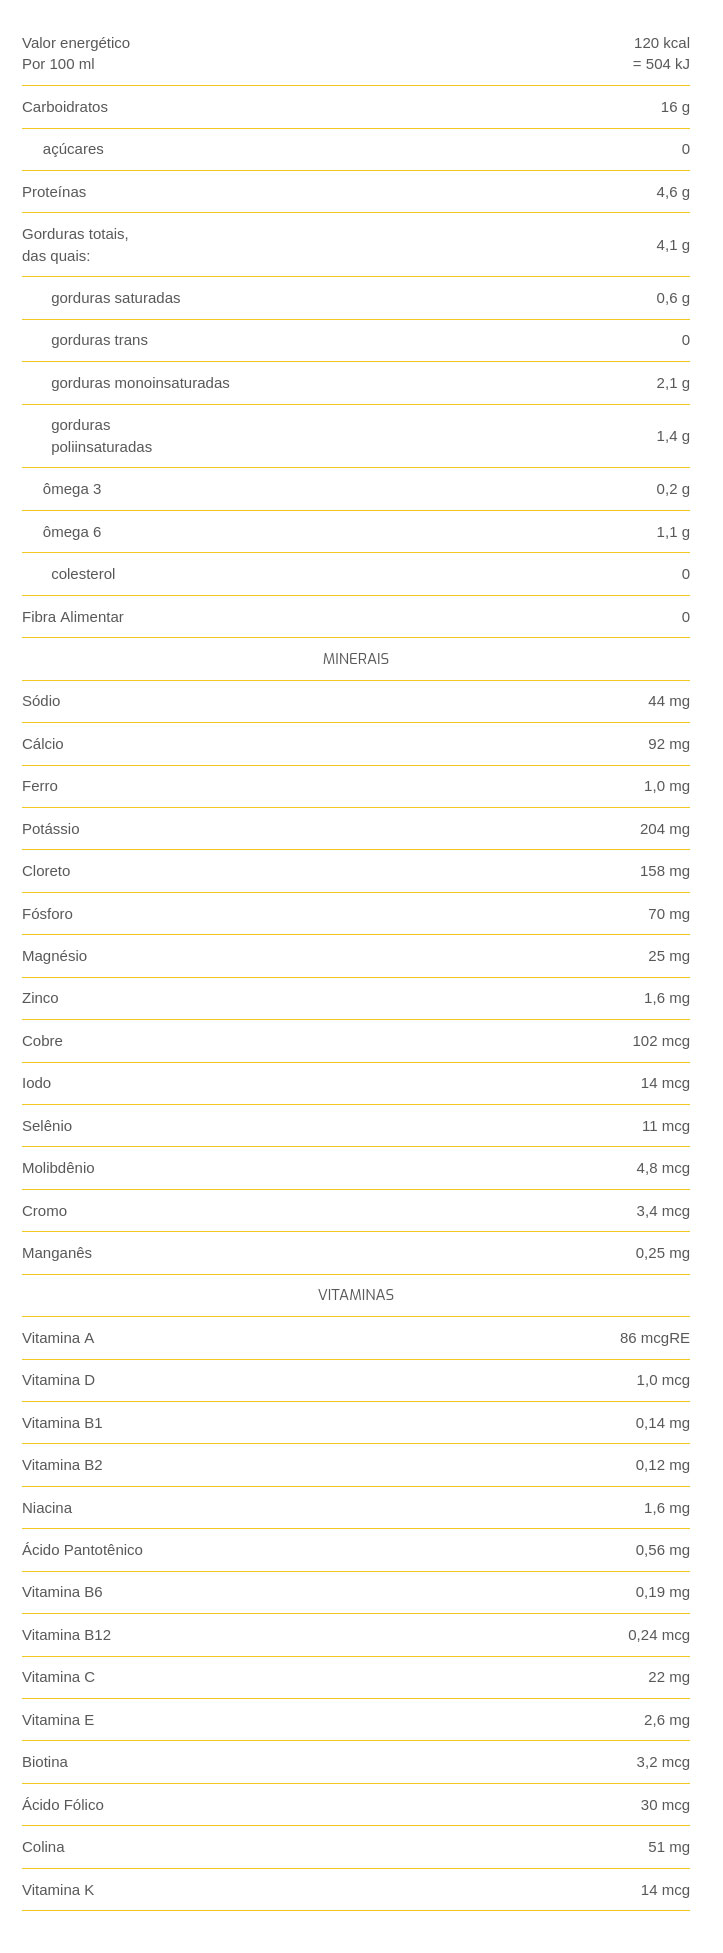 Valor energético 120 kcal
Por 100 ml = 504 kJ
Carboidratos 16 g
açúcares 0
Proteínas 4,6 g
Gorduras totais,
das quais: 4,1 g
gorduras saturadas 0,6 g
gorduras trans 0
gorduras monoinsaturadas 2,1 g
gorduras
poliinsaturadas 1,4 g
ômega 3 0,2 g
ômega 6 1,1 g
colesterol 0
Fibra Alimentar 0
MINERAIS
Sódio 44 mg
Cálcio 92 mg
Ferro 1,0 mg
Potássio 204 mg
Cloreto 158 mg
Fósforo 70 mg
Magnésio 25 mg
Zinco 1,6 mg
Cobre 102 mcg
Iodo 14 mcg
Selênio 11 mcg
Molibdênio 4,8 mcg
Cromo 3,4 mcg
Manganês 0,25 mg
VITAMINAS
Vitamina A 86 mcgRE
Vitamina D 1,0 mcg
Vitamina B1 0,14 mg
Vitamina B2 0,12 mg
Niacina 1,6 mg
Ácido Pantotênico 0,56 mg
Vitamina B6 0,19 mg
Vitamina B12 0,24 mcg
Vitamina C 22 mg
Vitamina E 2,6 mg
Biotina 3,2 mcg
Ácido Fólico 30 mcg
Colina 51 mg
Vitamina K 14 mcg